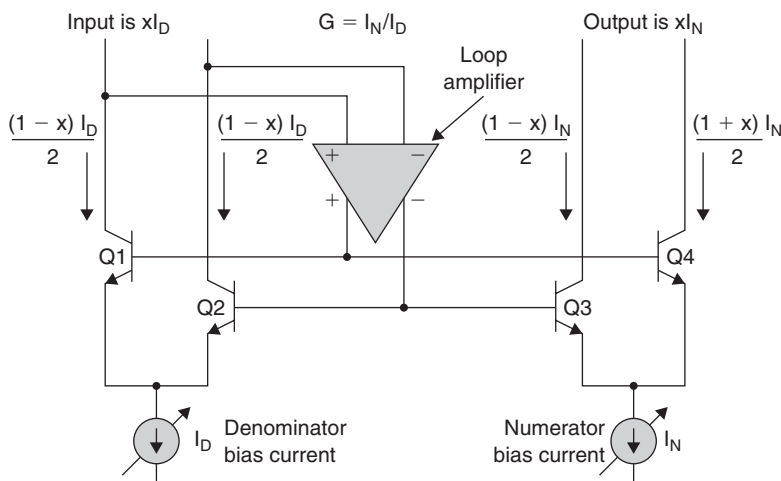 Input is xI_D
G = I_N/I_D
Output is xI_N
Loop
amplifier
(1 − x) I_D
2
(1 − x) I_D
2
(1 − x) I_N
2
(1 + x) I_N
2
+ −
+ −
Q1
Q4
Q2
Q3
I_D
Denominator
bias current
Numerator
bias current
I_N